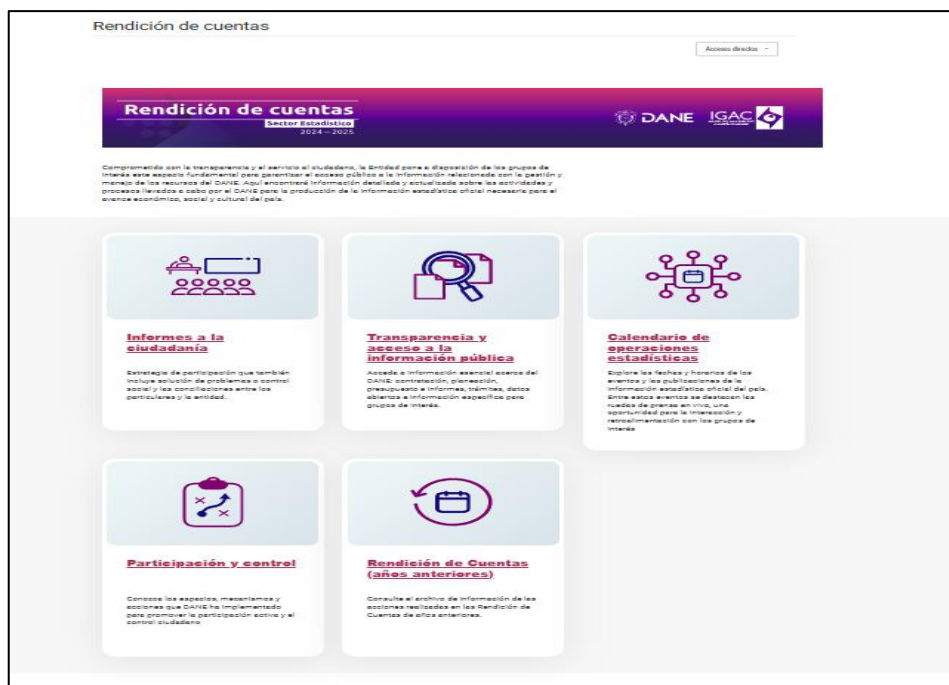 Rendición de cuentas
Accesos directos
Rendición de cuentas
Sector Estadístico
2024—2025
DANE IGAC
Comprometido con la transparencia y el servicio al ciudadano, la Entidad pone a disposición de los grupos de
interés este espacio fundamental para garantizar el acceso público a la información relacionada con la gestión y
manejo de los recursos del DANE. Aquí encontrará información detallada y actualizada sobre las actividades y
procesos llevados a cabo por el DANE para la producción de la información estadística oficial necesaria para el
avance económico, social y cultural del país.
Informes a la
ciudadanía
Estrategia de participación que también
incluye solución de problemas o control
social y las conciliaciones entre los
particulares y la entidad.
Transparencia y
acceso a la
información pública
Acceda a información esencial acerca del
DANE: contratación, planeación,
presupuesto e informes, trámites, datos
abiertos e información específica para
grupos de interés.
Calendario de
operaciones
estadísticas
Explore las fechas y horarios de los
eventos y las publicaciones de la
información estadística oficial del país.
Entre estos eventos se destacan las
ruedas de prensa en vivo, una
oportunidad para la interacción y
retroalimentación con los grupos de
interés
Participación y control
Conozca los espacios, mecanismos y
acciones que DANE ha implementado
para promover la participación activa y el
control ciudadano
Rendición de Cuentas
(años anteriores)
Consulte el archivo de información de las
acciones realizadas en las Rendición de
Cuentas de años anteriores.